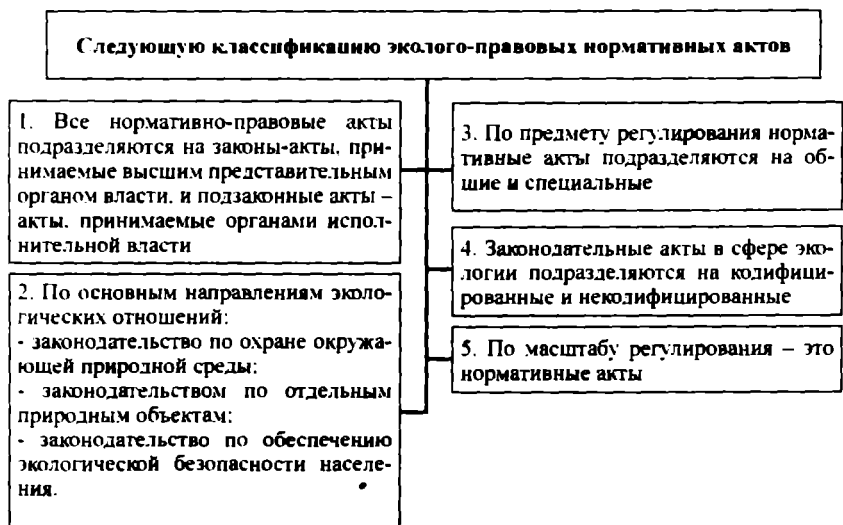 Следующую классификацию эколого-правовых нормативных актов
1. Все нормативно-правовые акты
подразделяются на законы-акты, при-
нимаемые высшим представительным
органом власти, и подзаконные акты –
акты, принимаемые органами испол-
нительной власти
2. По основным направлениям эколо-
гических отношений:
- законодательство по охране окружа-
ющей природной среды;
- законодательством по отдельным
природным объектам;
- законодательство по обеспечению
экологической безопасности населе-
ния.
3. По предмету регулирования норма-
тивные акты подразделяются на об-
щие и специальные
4. Законодательные акты в сфере эко-
логии подразделяются на кодифици-
рованные и некодифицированные
5. По масштабу регулирования – это
нормативные акты